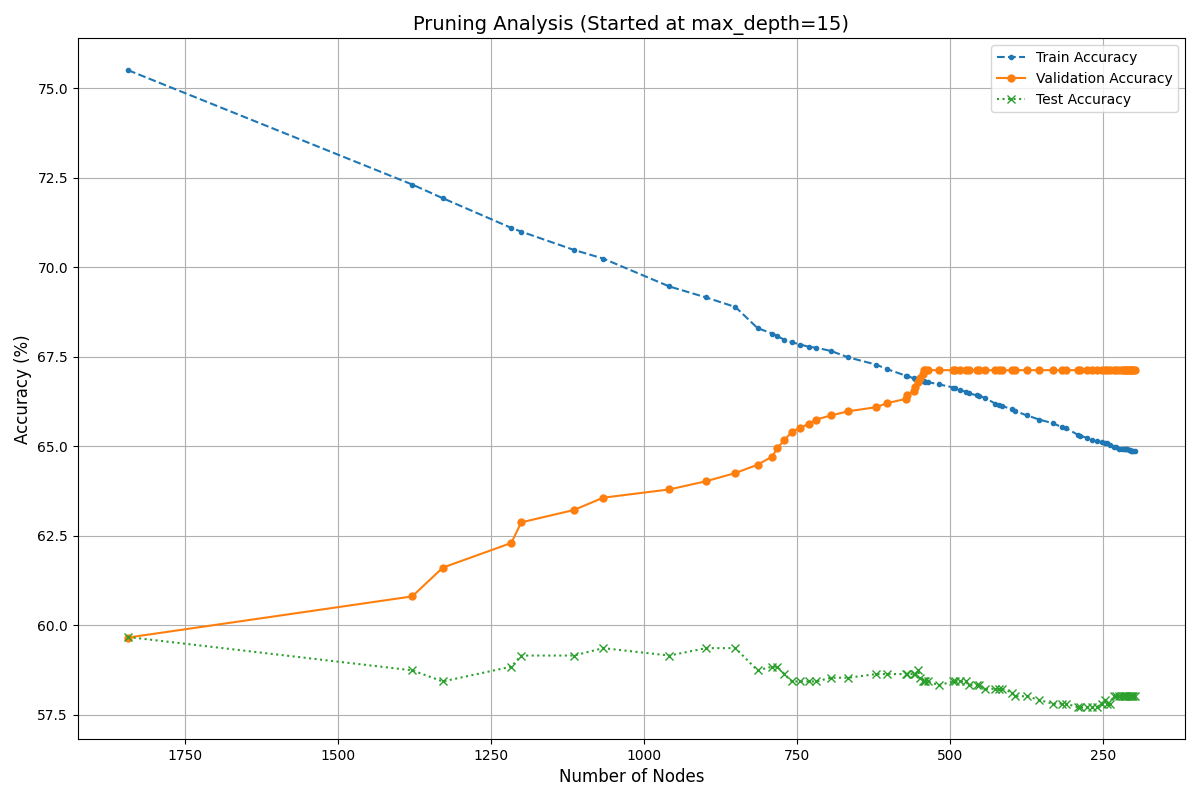 Pruning Analysis (Started at max_depth=15)
Train Accuracy
Validation Accuracy
Test Accuracy
Accuracy (%)
75.0
72.5
70.0
67.5
65.0
62.5
60.0
57.5
1750 1500 1250 1000 750 500 250
Number of Nodes